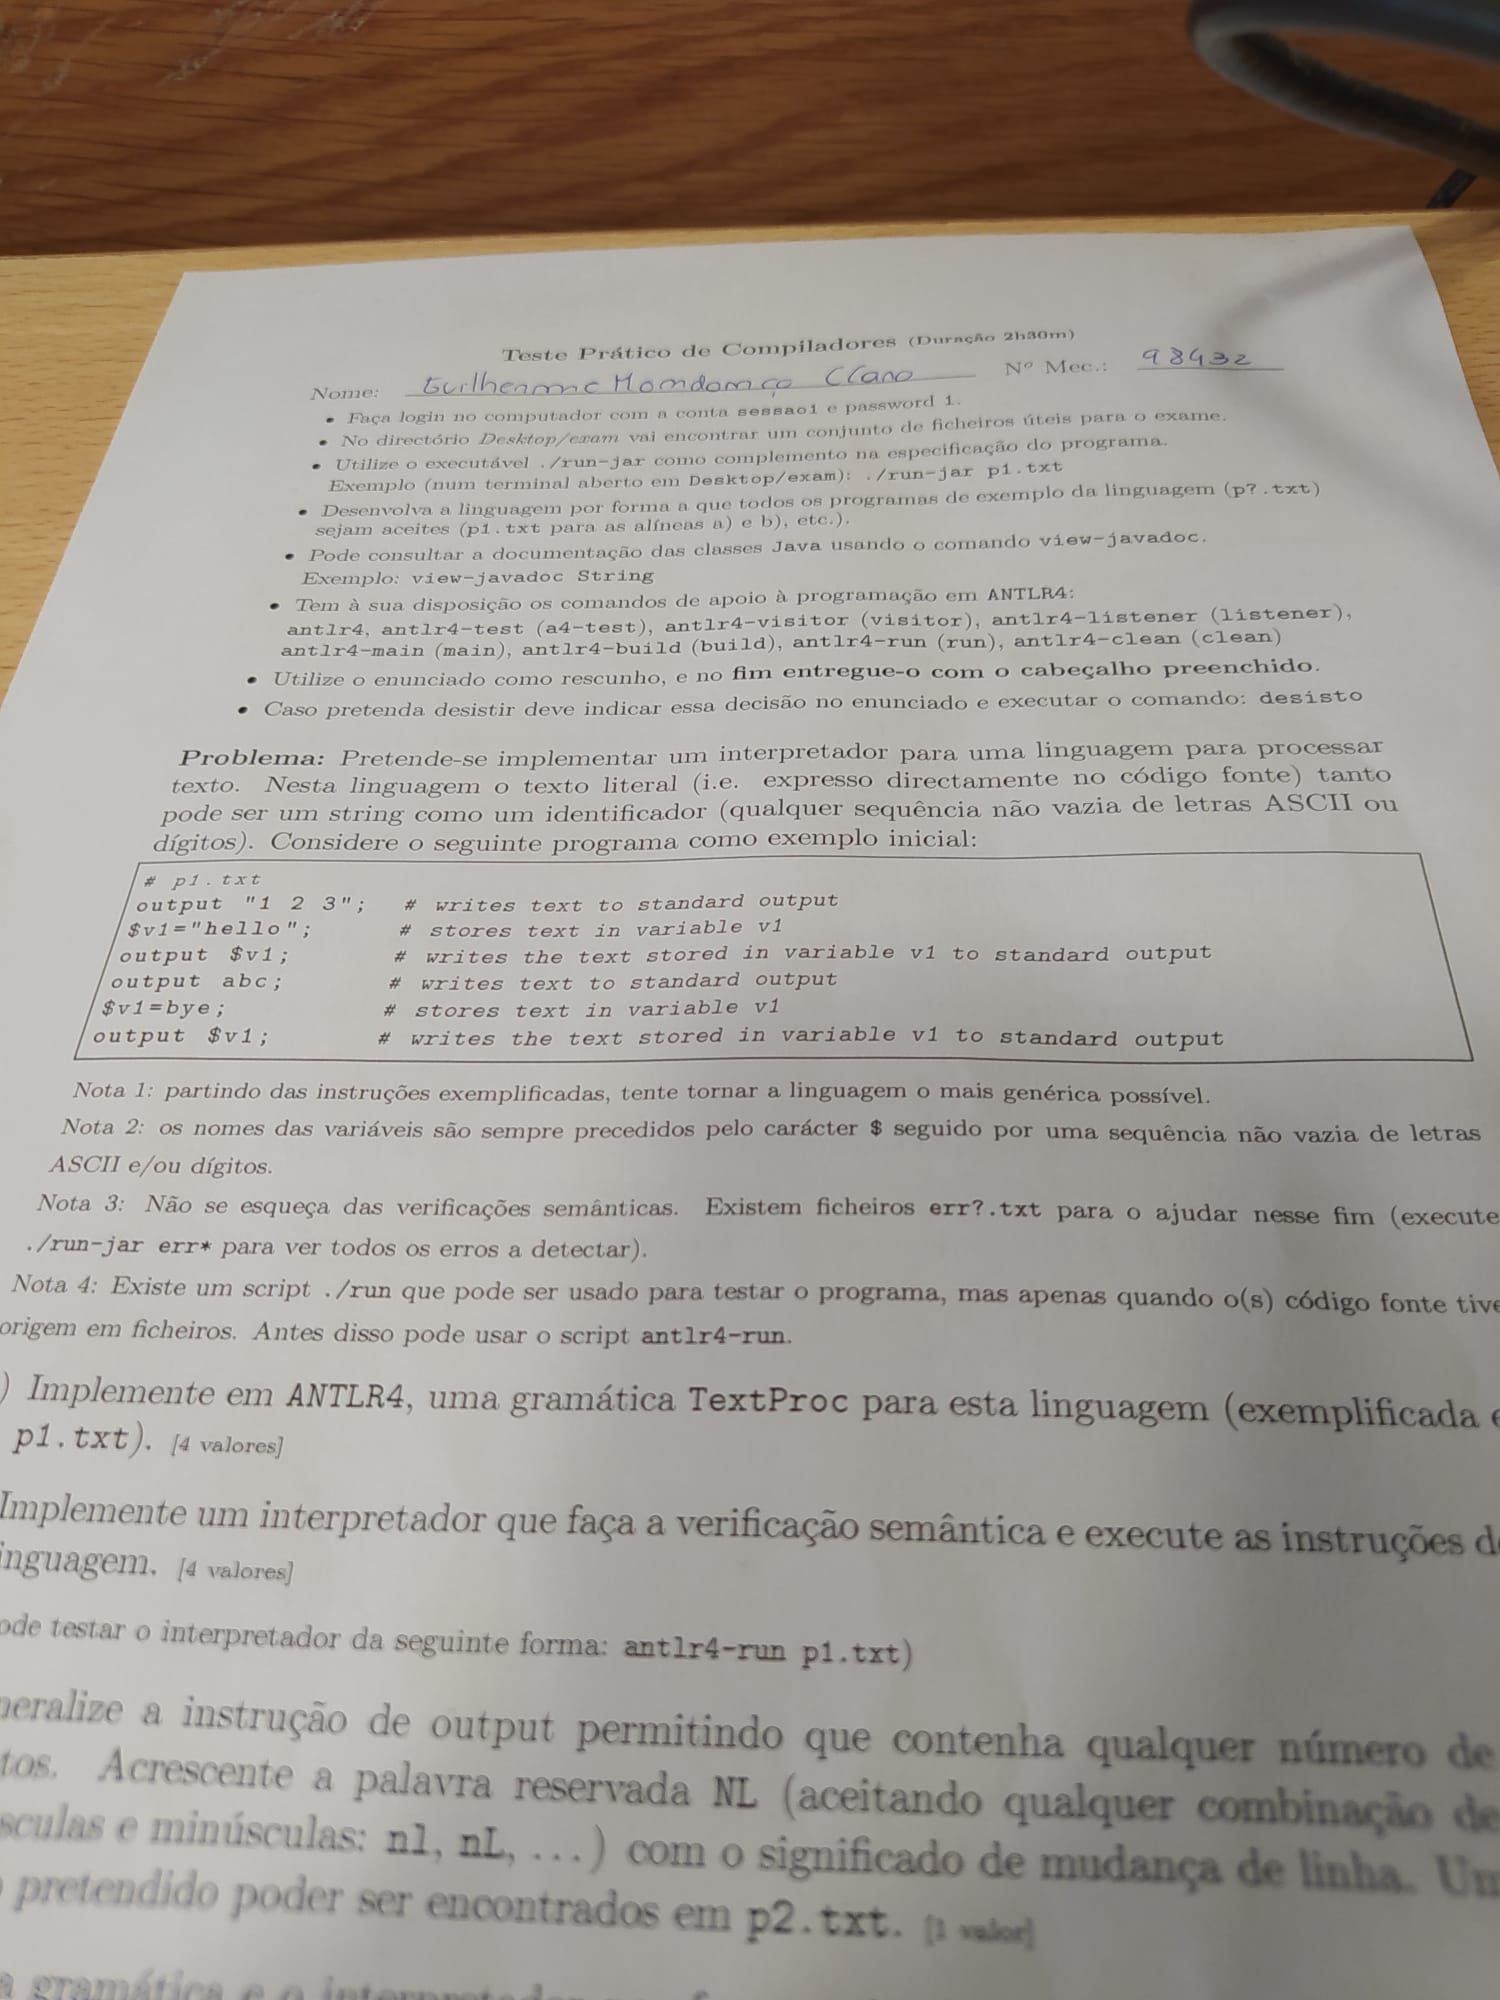 Teste Prático de Compiladores (Duração 2h30m)
Nome: Guilherme Mendonça Claro Nº Mec.: 98432
• Faça login no computador com a conta sessao1 e password 1.
• No directório Desktop/exam vai encontrar um conjunto de ficheiros úteis para o exame.
• Utilize o executável ./run-jar como complemento na especificação do programa.
Exemplo (num terminal aberto em Desktop/exam): ./run-jar p1.txt
• Desenvolva a linguagem por forma a que todos os programas de exemplo da linguagem (p?.txt)
sejam aceites (p1.txt para as alíneas a) e b), etc.).
• Pode consultar a documentação das classes Java usando o comando view-javadoc.
Exemplo: view-javadoc String
• Tem à sua disposição os comandos de apoio à programação em ANTLR4:
antlr4, antlr4-test (a4-test), antlr4-visitor (visitor), antlr4-listener (listener),
antlr4-main (main), antlr4-build (build), antlr4-run (run), antlr4-clean (clean)
• Utilize o enunciado como rescunho, e no fim entregue-o com o cabeçalho preenchido.
• Caso pretenda desistir deve indicar essa decisão no enunciado e executar o comando: desisto
Problema: Pretende-se implementar um interpretador para uma linguagem para processar
texto. Nesta linguagem o texto literal (i.e. expresso directamente no código fonte) tanto
pode ser um string como um identificador (qualquer sequência não vazia de letras ASCII ou
dígitos). Considere o seguinte programa como exemplo inicial:
# p1.txt
output "1 2 3"; # writes text to standard output
$v1="hello"; # stores text in variable v1
output $v1; # writes the text stored in variable v1 to standard output
output abc; # writes text to standard output
$v1=bye; # stores text in variable v1
output $v1; # writes the text stored in variable v1 to standard output
Nota 1: partindo das instruções exemplificadas, tente tornar a linguagem o mais genérica possível.
Nota 2: os nomes das variáveis são sempre precedidos pelo carácter $ seguido por uma sequência não vazia de letras
ASCII e/ou dígitos.
Nota 3: Não se esqueça das verificações semânticas. Existem ficheiros err?.txt para o ajudar nesse fim (execute
./run-jar err* para ver todos os erros a detectar).
Nota 4: Existe um script ./run que pode ser usado para testar o programa, mas apenas quando o(s) código fonte tive
origem em ficheiros. Antes disso pode usar o script antlr4-run.
) Implemente em ANTLR4, uma gramática TextProc para esta linguagem (exemplificada e
p1.txt). [4 valores]
Implemente um interpretador que faça a verificação semântica e execute as instruções d
inguagem. [4 valores]
ode testar o interpretador da seguinte forma: antlr4-run p1.txt)
neralize a instrução de output permitindo que contenha qualquer número de
tos. Acrescente a palavra reservada NL (aceitando qualquer combinação de
sculas e minúsculas: nl, nL, ...) com o significado de mudança de linha. Um
pretendido poder ser encontrados em p2.txt. [1 valor]
a gramática e o